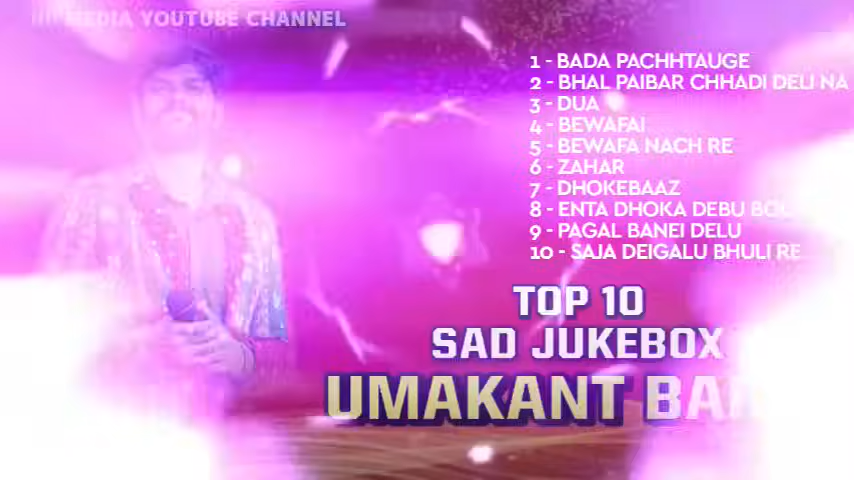 MEDIA YOUTUBE CHANNEL
1 - BADA PACHHTAUGE
2 - BHAL PAIBAR CHHADI DELI NA
3 - DUA
4 - BEWAFAI
5 - BEWAFA NACH RE
6 - ZAHAR
7 - DHOKEBAAZ
8 - ENTA DHOKA DEBU
9 - PAGAL BANEI DELU
10 - SAJA DEIGALU BHULI RE
TOP 10
SAD JUKEBOX
UMAKANT